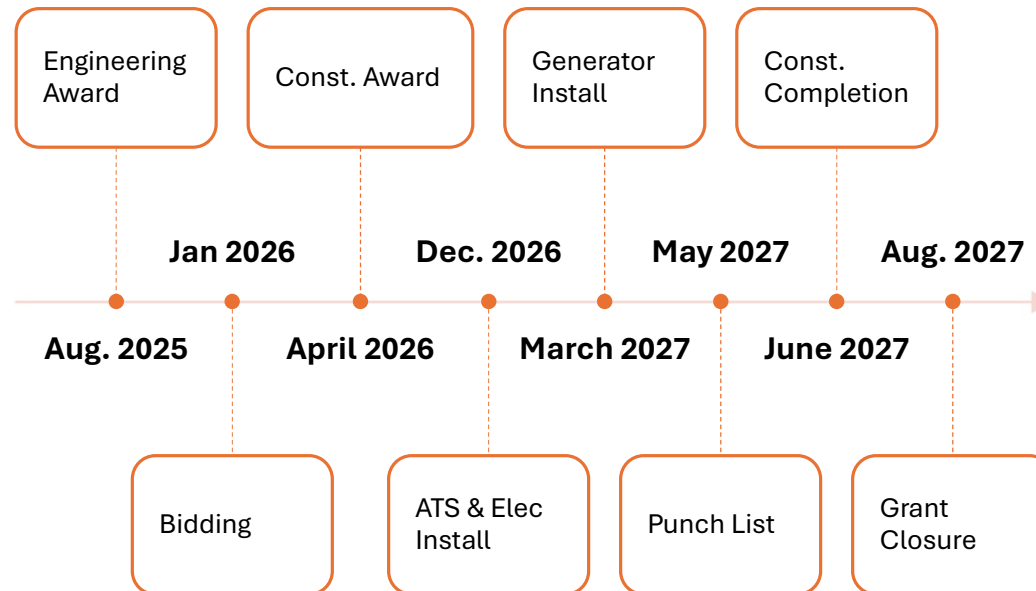 Engineering
Award
Const. Award
Generator
Install
Const.
Completion
Jan 2026
Dec. 2026
May 2027
Aug. 2027
Aug. 2025
April 2026
March 2027
June 2027
Bidding
ATS & Elec
Install
Punch List
Grant
Closure